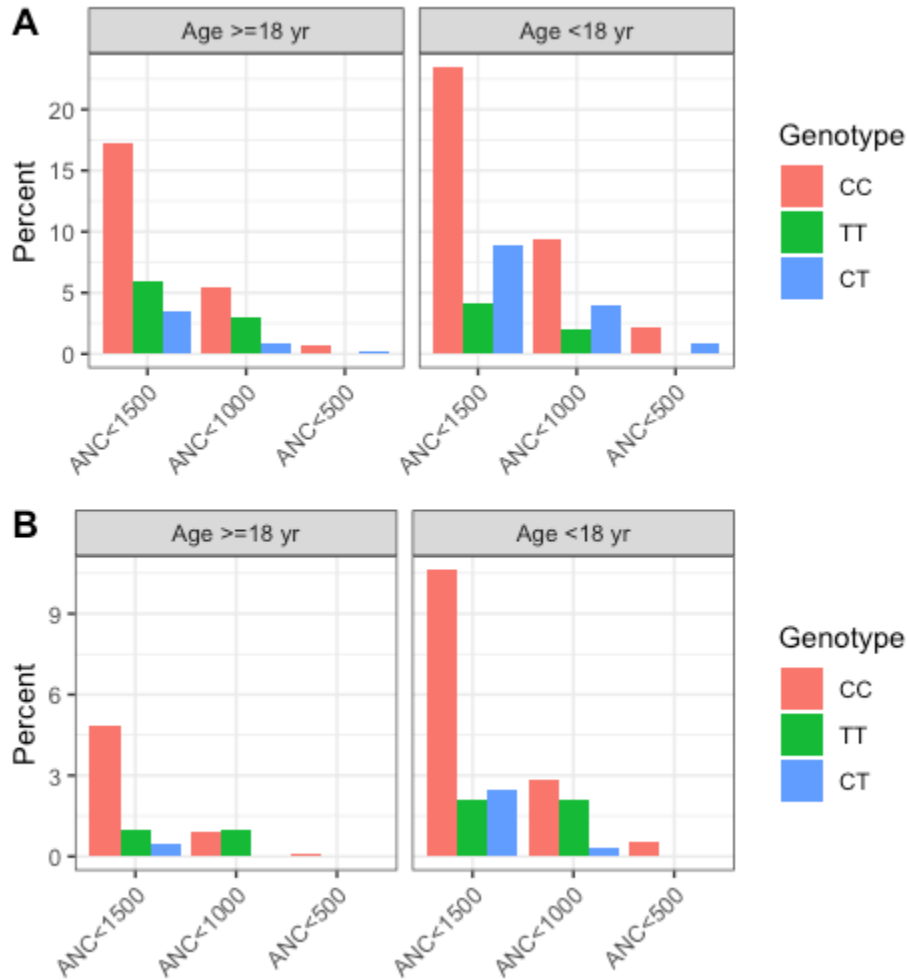 A
Age >=18 yr
Age <18 yr
Percent
20
15
10
5
0
ANC<1500
ANC<1000
ANC<500
ANC<1500
ANC<1000
ANC<500
Genotype
CC
TT
CT
B
Age >=18 yr
Age <18 yr
Percent
9
6
3
0
ANC<1500
ANC<1000
ANC<500
ANC<1500
ANC<1000
ANC<500
Genotype
CC
TT
CT